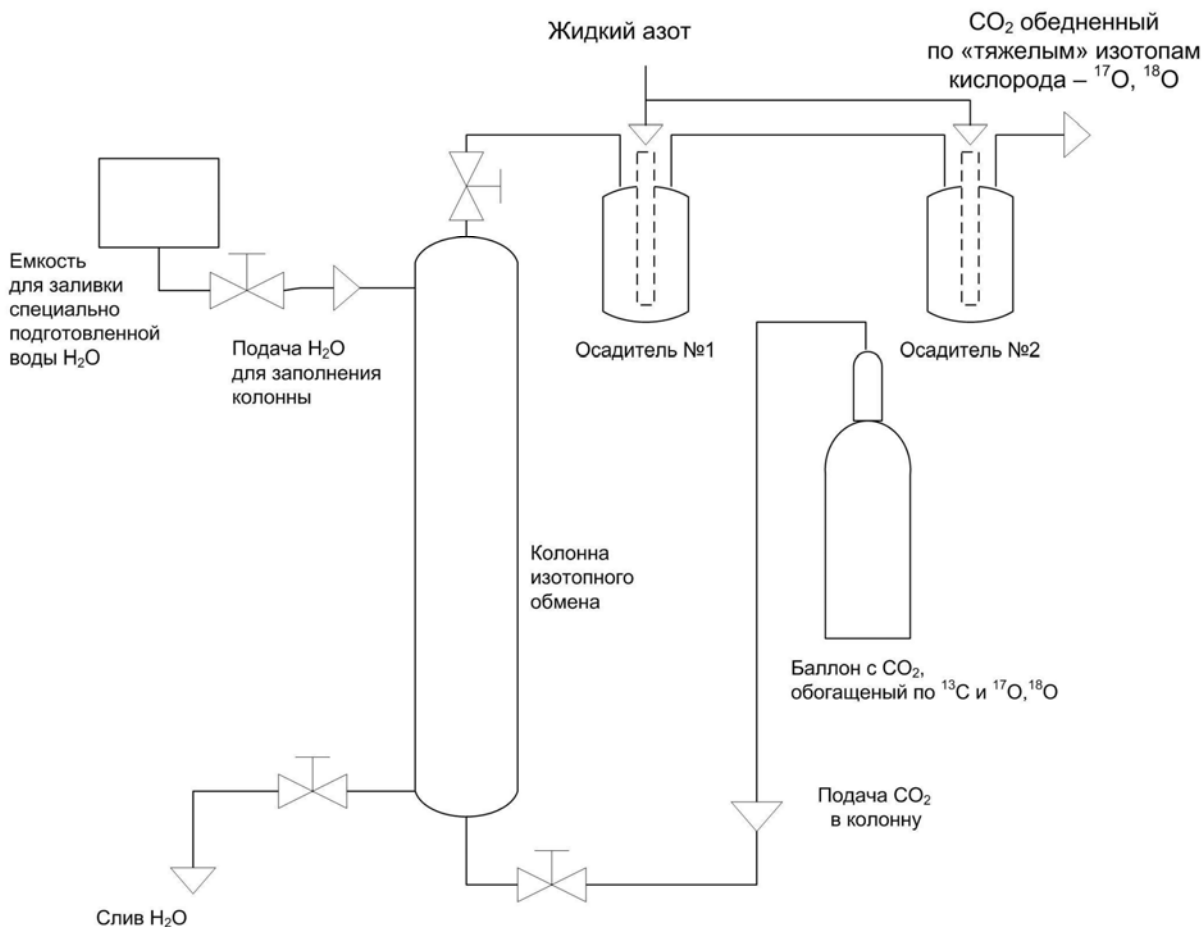 Жидкий азот
CO₂ обедненный
по «тяжелым» изотопам
кислорода – ¹⁷O, ¹⁸O
Емкость
для заливки
специально
подготовленной
воды H₂O
Подача H₂O
для заполнения
колонны
Осадитель №1
Осадитель №2
Колонна
изотопного
обмена
Баллон с CO₂,
обогащеный по ¹³C и ¹⁷O,¹⁸O
Подача CO₂
в колонну
Слив H₂O